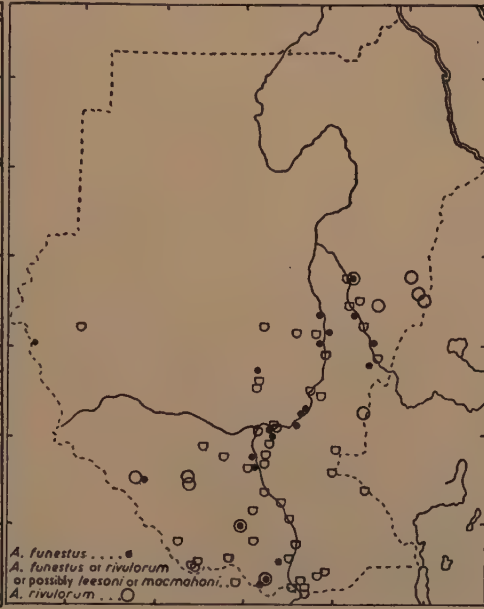 A. funestus ....
A. funestus or rivulorum
or possibly leesoni or macmahoni..
A. rivulorum ....